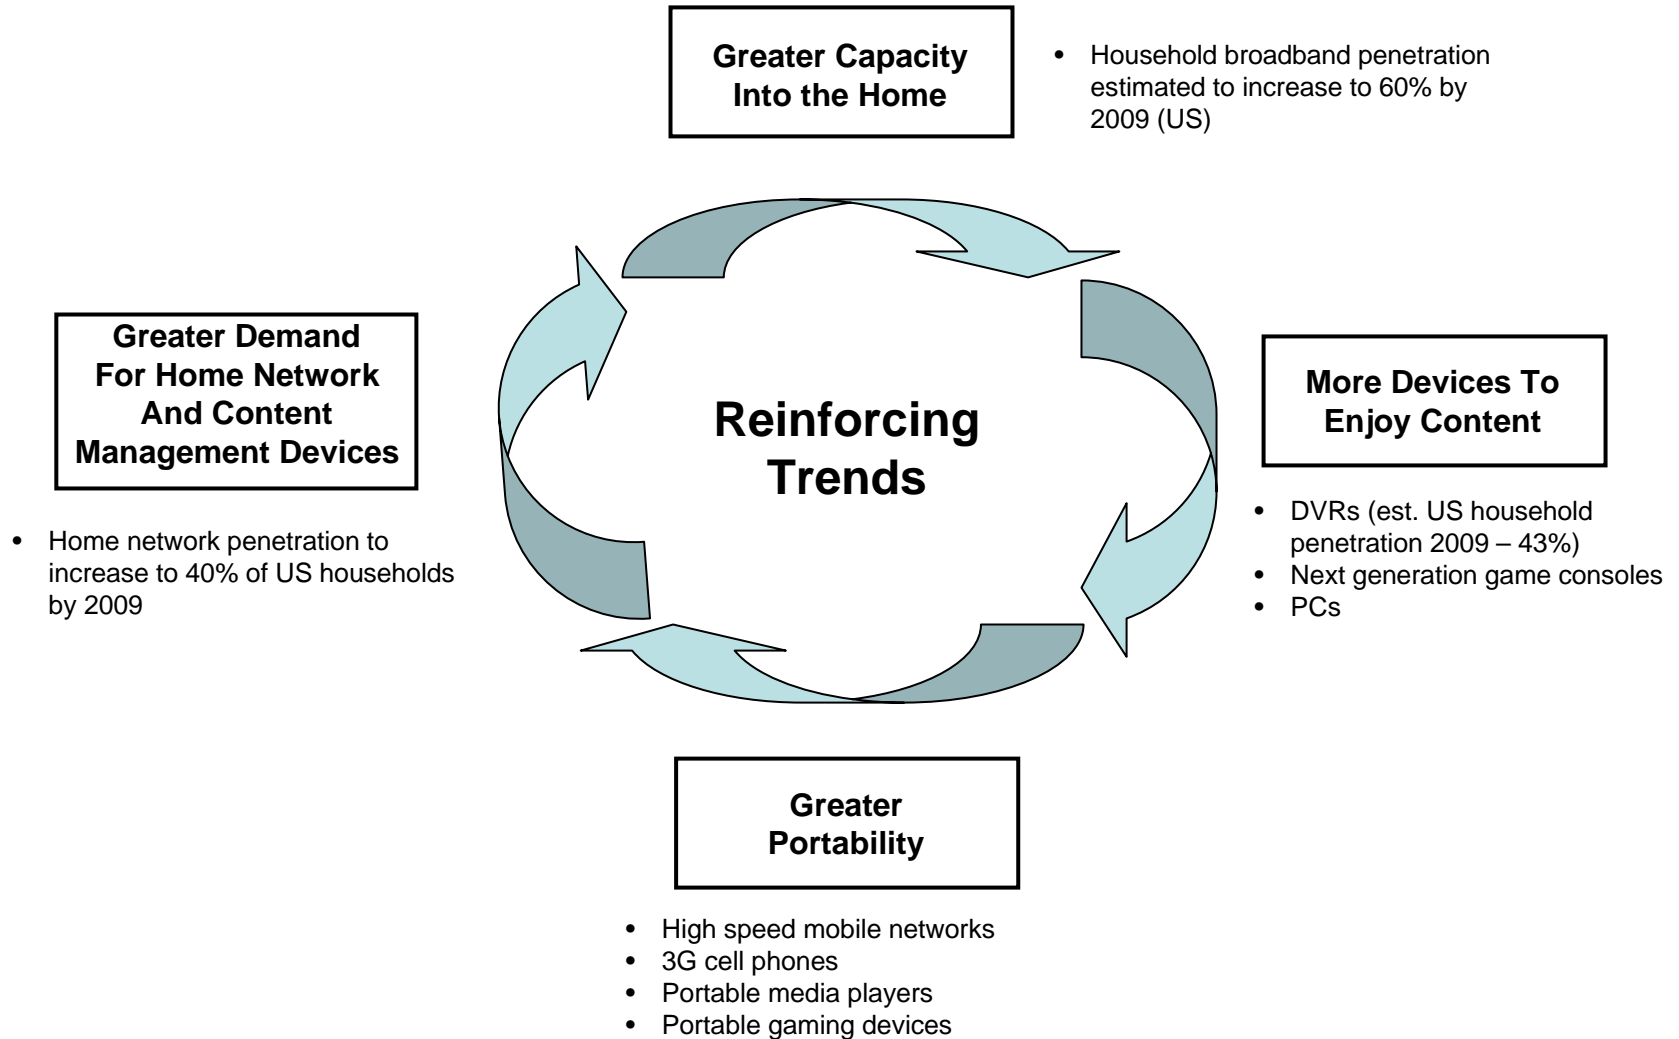 Greater Capacity
Into the Home
• Household broadband penetration
estimated to increase to 60% by
2009 (US)
Greater Demand
For Home Network
And Content
Management Devices
• Home network penetration to
increase to 40% of US households
by 2009
Reinforcing
Trends
More Devices To
Enjoy Content
• DVRs (est. US household
penetration 2009 – 43%)
• Next generation game consoles
• PCs
Greater
Portability
• High speed mobile networks
• 3G cell phones
• Portable media players
• Portable gaming devices